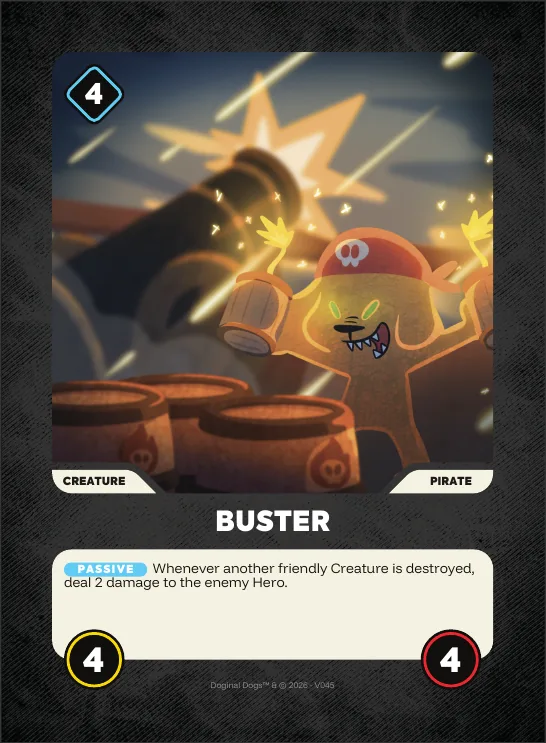 4
CREATURE
PIRATE
BUSTER
PASSIVE Whenever another friendly Creature is destroyed,
deal 2 damage to the enemy Hero.
4
4
Doginal Dogs™ & © 2026 - V045